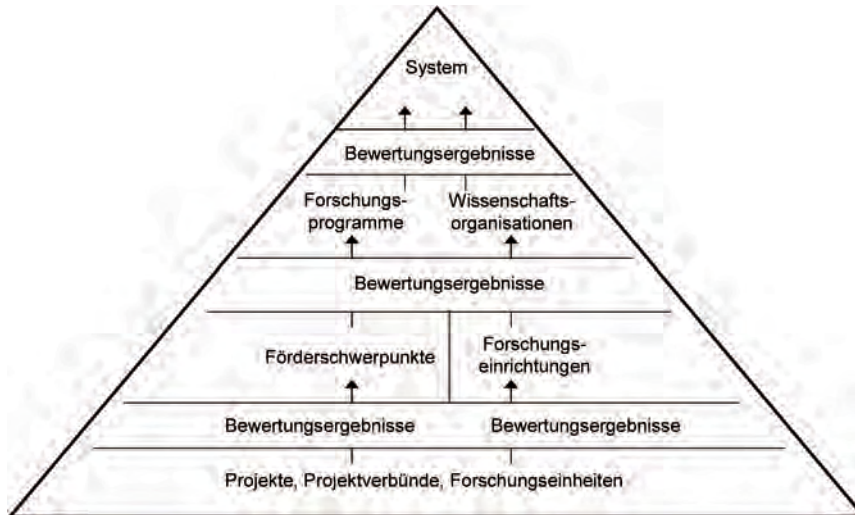 System
Bewertungsergebnisse
Forschungs-
programme
Wissenschafts-
organisationen
Bewertungsergebnisse
Förderschwerpunkte
Forschungs-
einrichtungen
Bewertungsergebnisse
Bewertungsergebnisse
Projekte, Projektverbünde, Forschungseinheiten